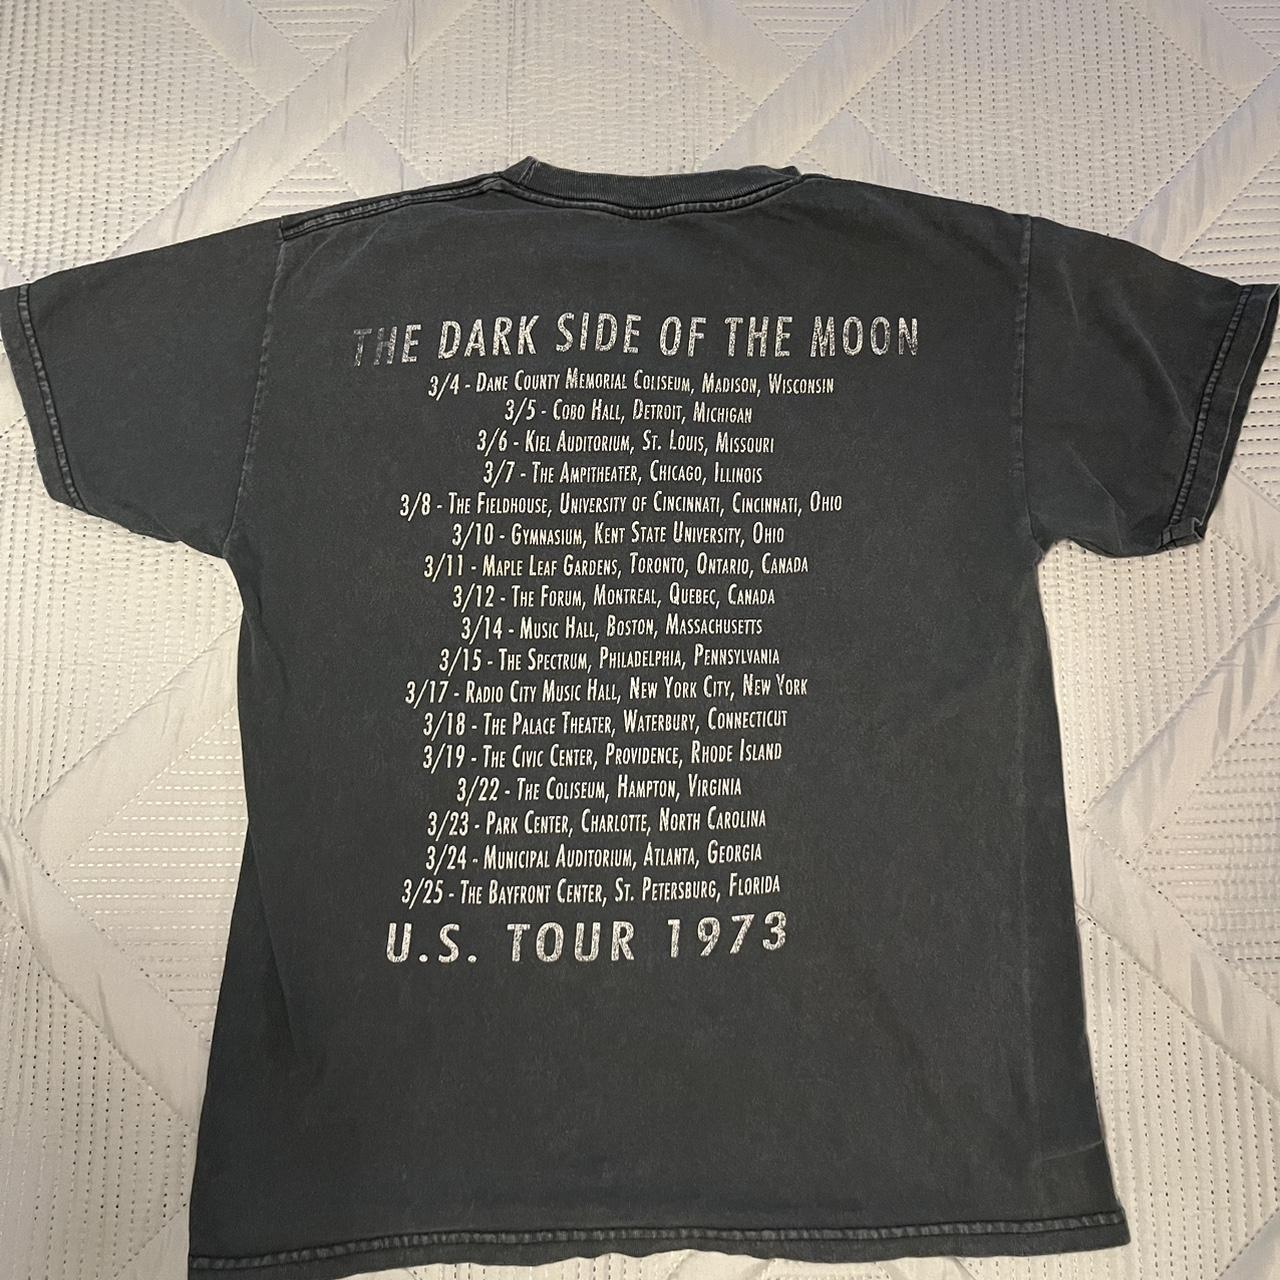 THE DARK SIDE OF THE MOON
3/4 - DANE COUNTY MEMORIAL COLISEUM, MADISON, WISCONSIN
3/5 - COBO HALL, DETROIT, MICHIGAN
3/6 - KIEL AUDITORIUM, ST. LOUIS, MISSOURI
3/7 - THE AMPITHEATER, CHICAGO, ILLINOIS
3/8 - THE FIELDHOUSE, UNIVERSITY OF CINCINNATI, CINCINNATI, OHIO
3/10 - GYMNASIUM, KENT STATE UNIVERSITY, OHIO
3/11 - MAPLE LEAF GARDENS, TORONTO, ONTARIO, CANADA
3/12 - THE FORUM, MONTREAL, QUEBEC, CANADA
3/14 - MUSIC HALL, BOSTON, MASSACHUSETTS
3/15 - THE SPECTRUM, PHILADELPHIA, PENNSYLVANIA
3/17 - RADIO CITY MUSIC HALL, NEW YORK CITY, NEW YORK
3/18 - THE PALACE THEATER, WATERBURY, CONNECTICUT
3/19 - THE CIVIC CENTER, PROVIDENCE, RHODE ISLAND
3/22 - THE COLISEUM, HAMPTON, VIRGINIA
3/23 - PARK CENTER, CHARLOTTE, NORTH CAROLINA
3/24 - MUNICIPAL AUDITORIUM, ATLANTA, GEORGIA
3/25 - THE BAYFRONT CENTER, ST. PETERSBURG, FLORIDA
U.S. TOUR 1973